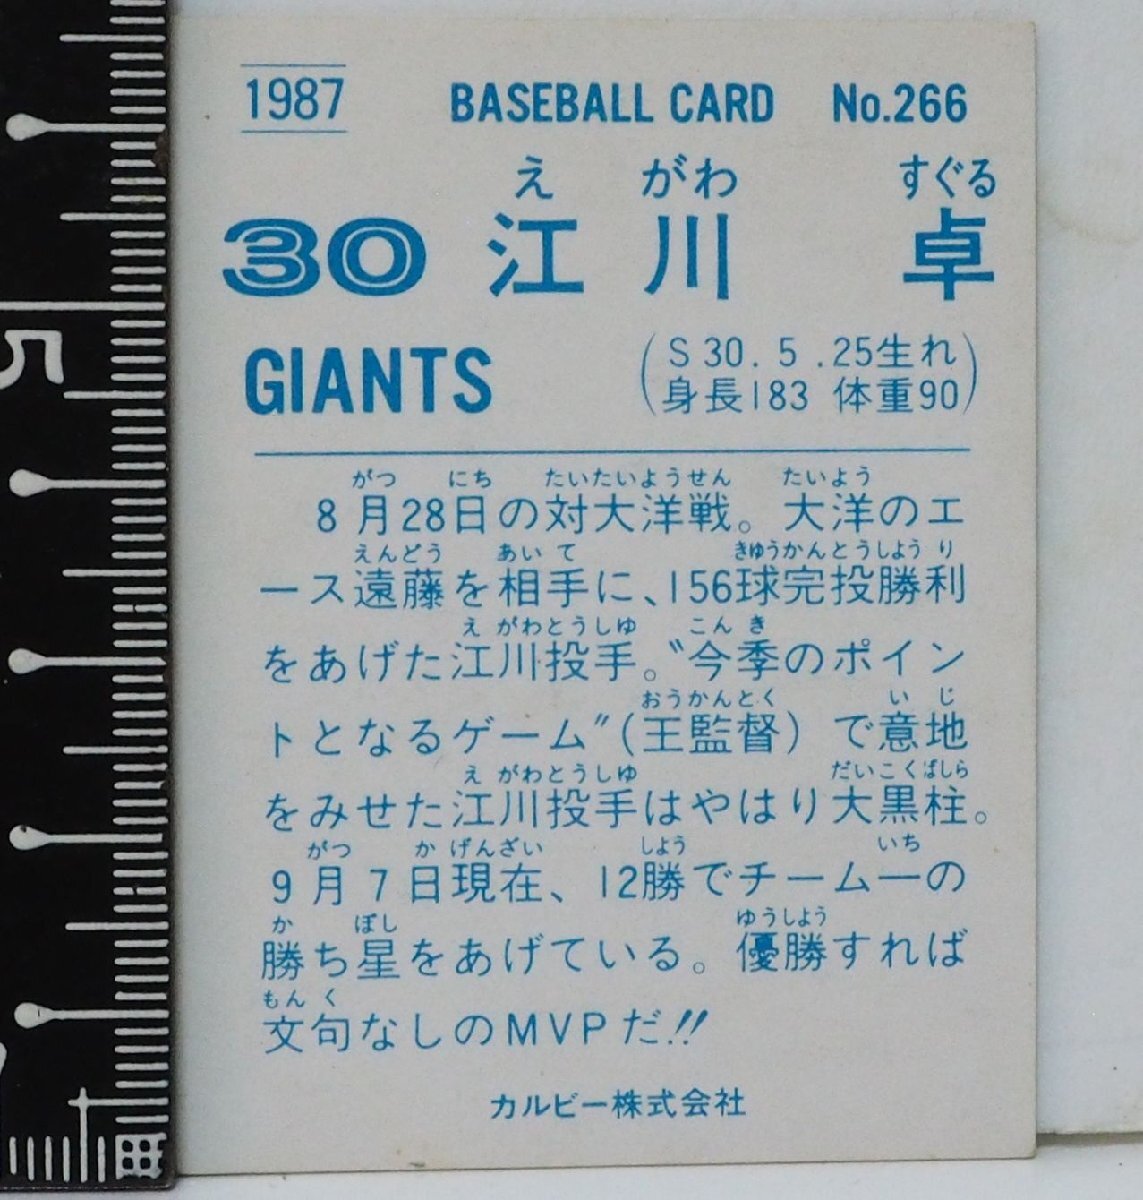 1987 BASEBALL CARD No.266
え がわ すぐる
30 江川 卓
GIANTS
(S30.5.25生れ
身長183 体重90)
がつ にち たいたいようせん たいよう
8月28日の対大洋戦。大洋のエ
えんどう あいて きゅうかんとうしょうり
ース遠藤を相手に、156球完投勝利
え がわとうしゆ こんき
をあげた江川投手。〝今季のポイン
おうかんとく いじ
トとなるゲーム〟(王監督)で意地
え がわとうしゆ だいこくばしら
をみせた江川投手はやはり大黒柱。
がつ か げんざい しよう いち
9月7日現在、12勝でチーム一の
か ぼし ゆうしよう
勝ち星をあげている。優勝すれば
もんく
文句なしのMVPだ!!
カルビー株式会社
5